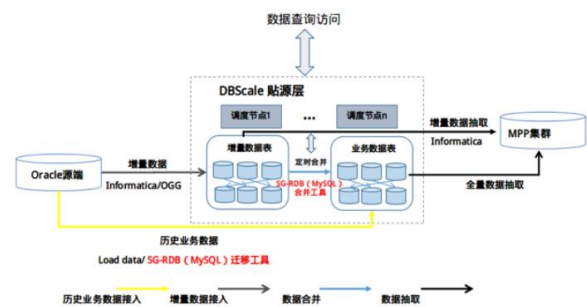 数据查询访问
DBScale 贴源层
调度节点1
...
调度节点n
增量数据抽取
Informatica
MPP集群
增量数据表
定时合并
业务数据表
Oracle源端
增量数据
Informatica/OGG
SG-RDB（MySQL）
合并工具
全量数据抽取
历史业务数据
Load data/ SG-RDB（MySQL）迁移工具
历史业务数据接入
增量数据接入
数据合并
数据抽取